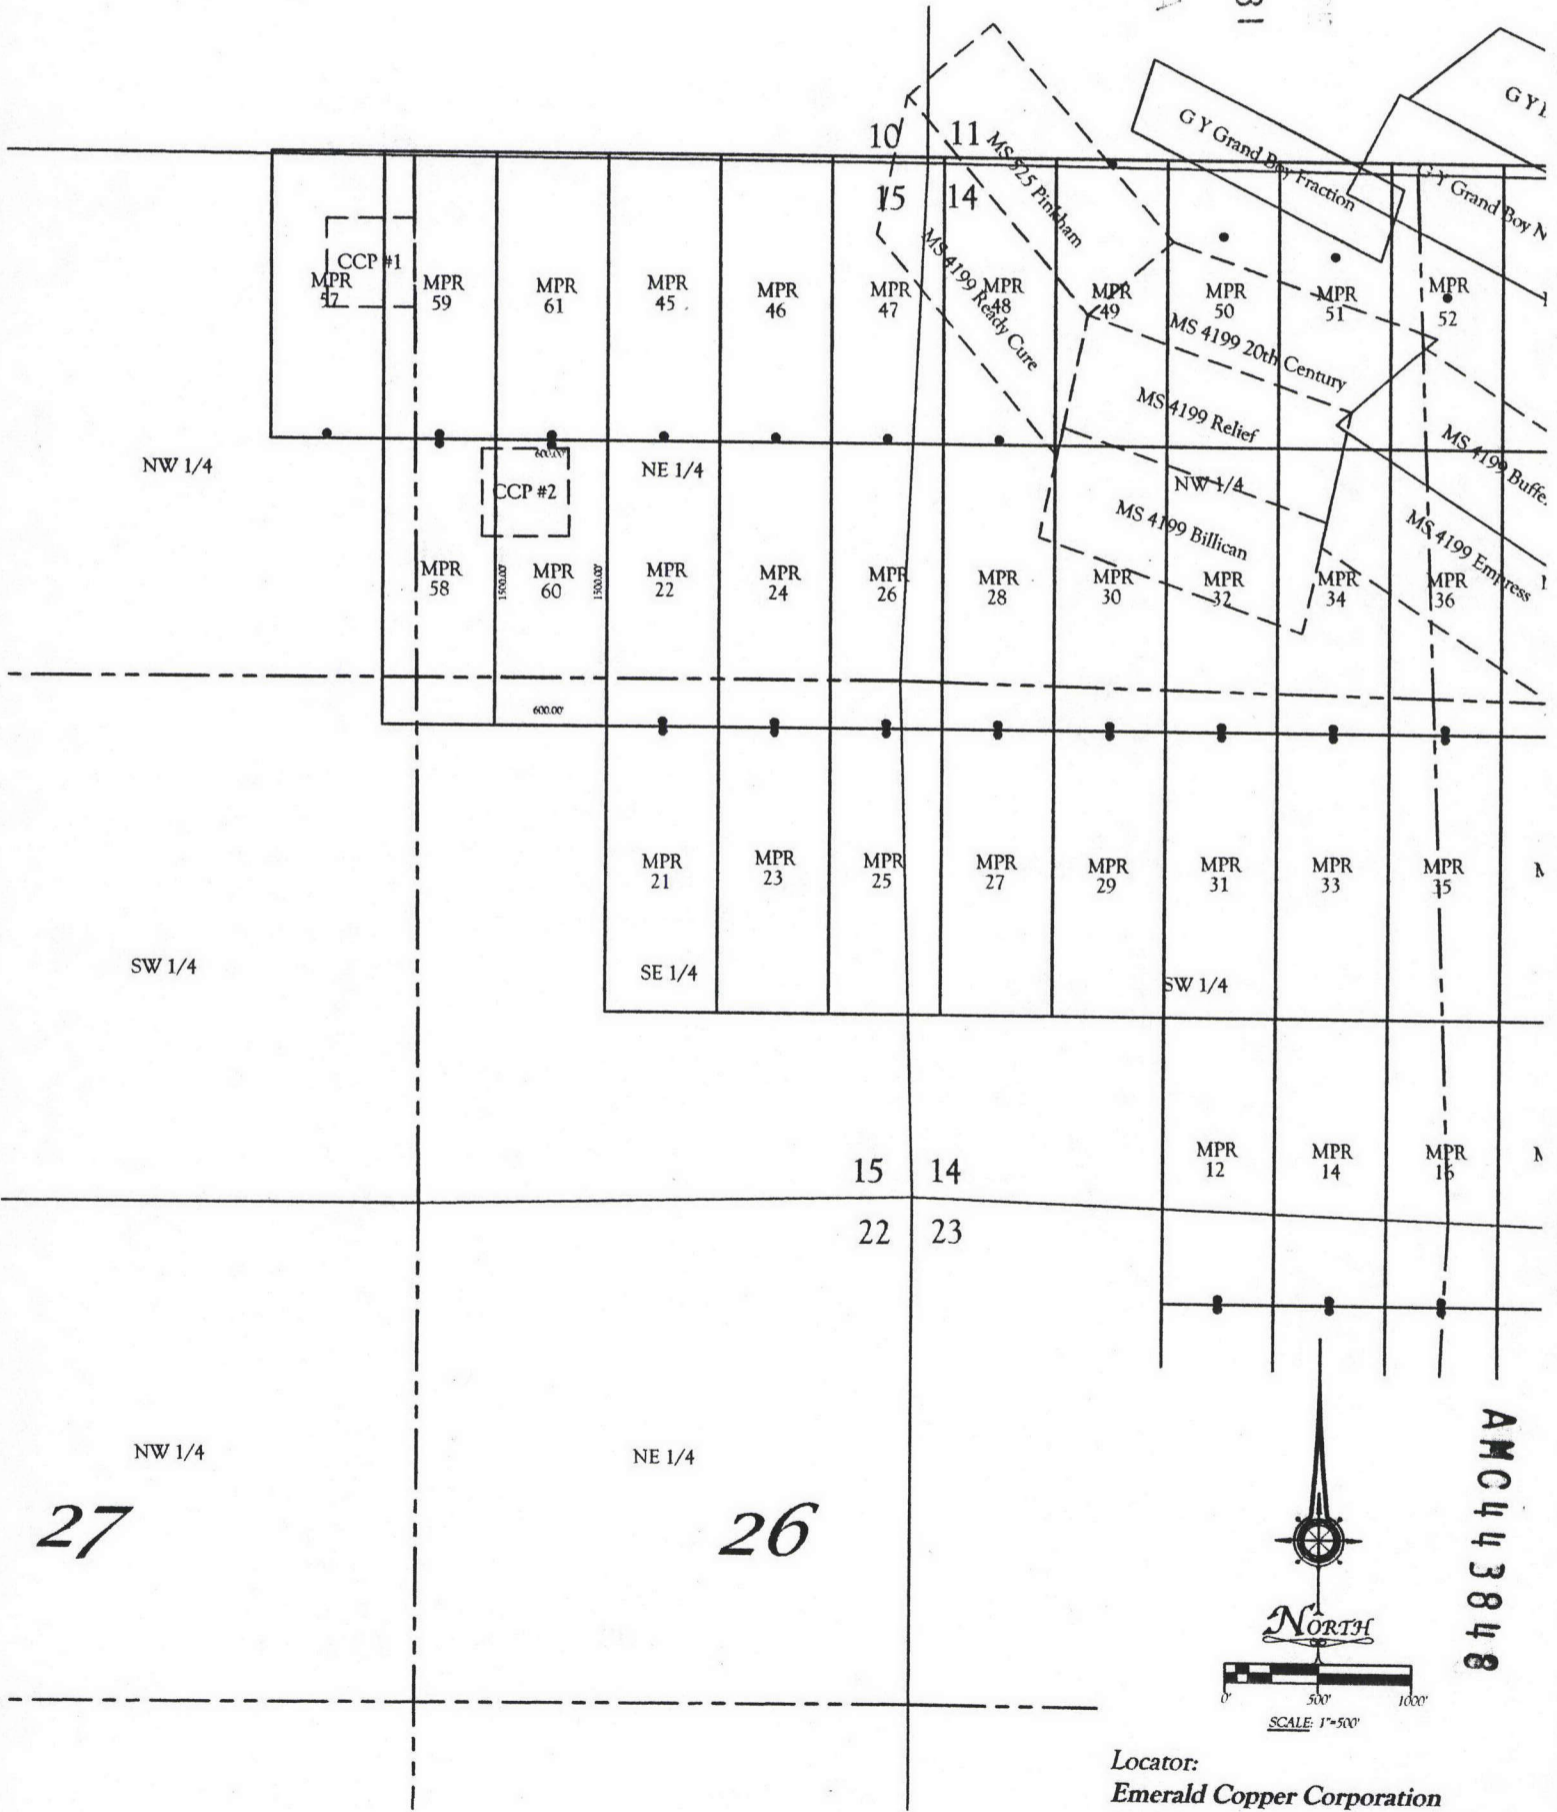 10
11
15
14
MS 525 Pinkham
G Y Grand Boy Fraction
G Y Grand Boy
MS 4199 Ready Cure
CCP #1
MPR
57
MPR
59
MPR
61
MPR
45
MPR
46
MPR
47
MPR
48
MPR
49
MPR
50
MPR
51
MPR
52
MS 4199 20th Century
MS 4199 Relief
MS 4199
MS 4199 Billican
MS 4199 Empress
NW 1/4
600.00'
CCP #2
NE 1/4
NW 1/4
MPR
58
1500.00'
MPR
60
1500.00'
MPR
22
MPR
24
MPR
26
MPR
28
MPR
30
MPR
32
MPR
34
MPR
36
600.00'
MPR
21
MPR
23
MPR
25
MPR
27
MPR
29
MPR
31
MPR
33
MPR
35
SW 1/4
SE 1/4
SW 1/4
MPR
12
MPR
14
MPR
16
15
14
22
23
NW 1/4
NE 1/4
27
26
AMC443848
NORTH
0'
500'
1000'
SCALE: 1"=500'
Locator:
Emerald Copper Corporation